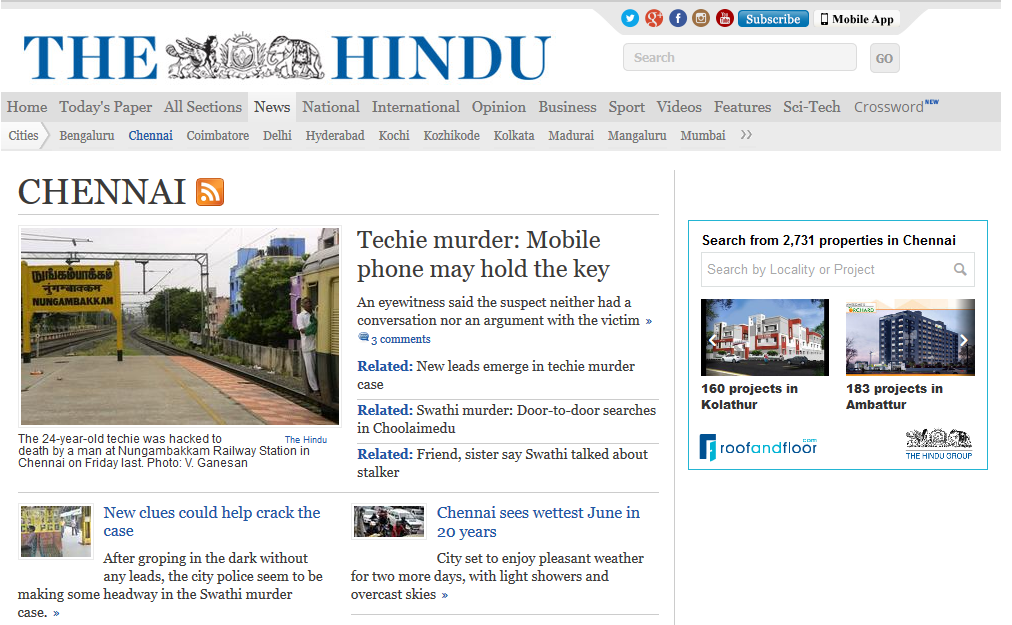 Subscribe
Mobile App
THE HINDU
Search
GO
Home Today's Paper All Sections News National International Opinion Business Sport Videos Features Sci-Tech Crossword NEW
Cities Bengaluru Chennai Coimbatore Delhi Hyderabad Kochi Kozhikode Kolkata Madurai Mangaluru Mumbai >>
CHENNAI
நுங்கம்பாக்கம்
NUNGAMBAKKAM
The 24-year-old techie was hacked to
The Hindu
death by a man at Nungambakkam Railway Station in
Chennai on Friday last. Photo: V. Ganesan
Techie murder: Mobile
phone may hold the key
An eyewitness said the suspect neither had a
conversation nor an argument with the victim »
3 comments
Related: New leads emerge in techie murder
case
Related: Swathi murder: Door-to-door searches
in Choolaimedu
Related: Friend, sister say Swathi talked about
stalker
New clues could help crack the
case
After groping in the dark without
any leads, the city police seem to be
making some headway in the Swathi murder
case. »
Chennai sees wettest June in
20 years
City set to enjoy pleasant weather
for two more days, with light showers and
overcast skies »
Search from 2,731 properties in Chennai
Search by Locality or Project
ORCHARD
160 projects in
Kolathur
183 projects in
Ambattur
roofandfloor.com
THE HINDU GROUP